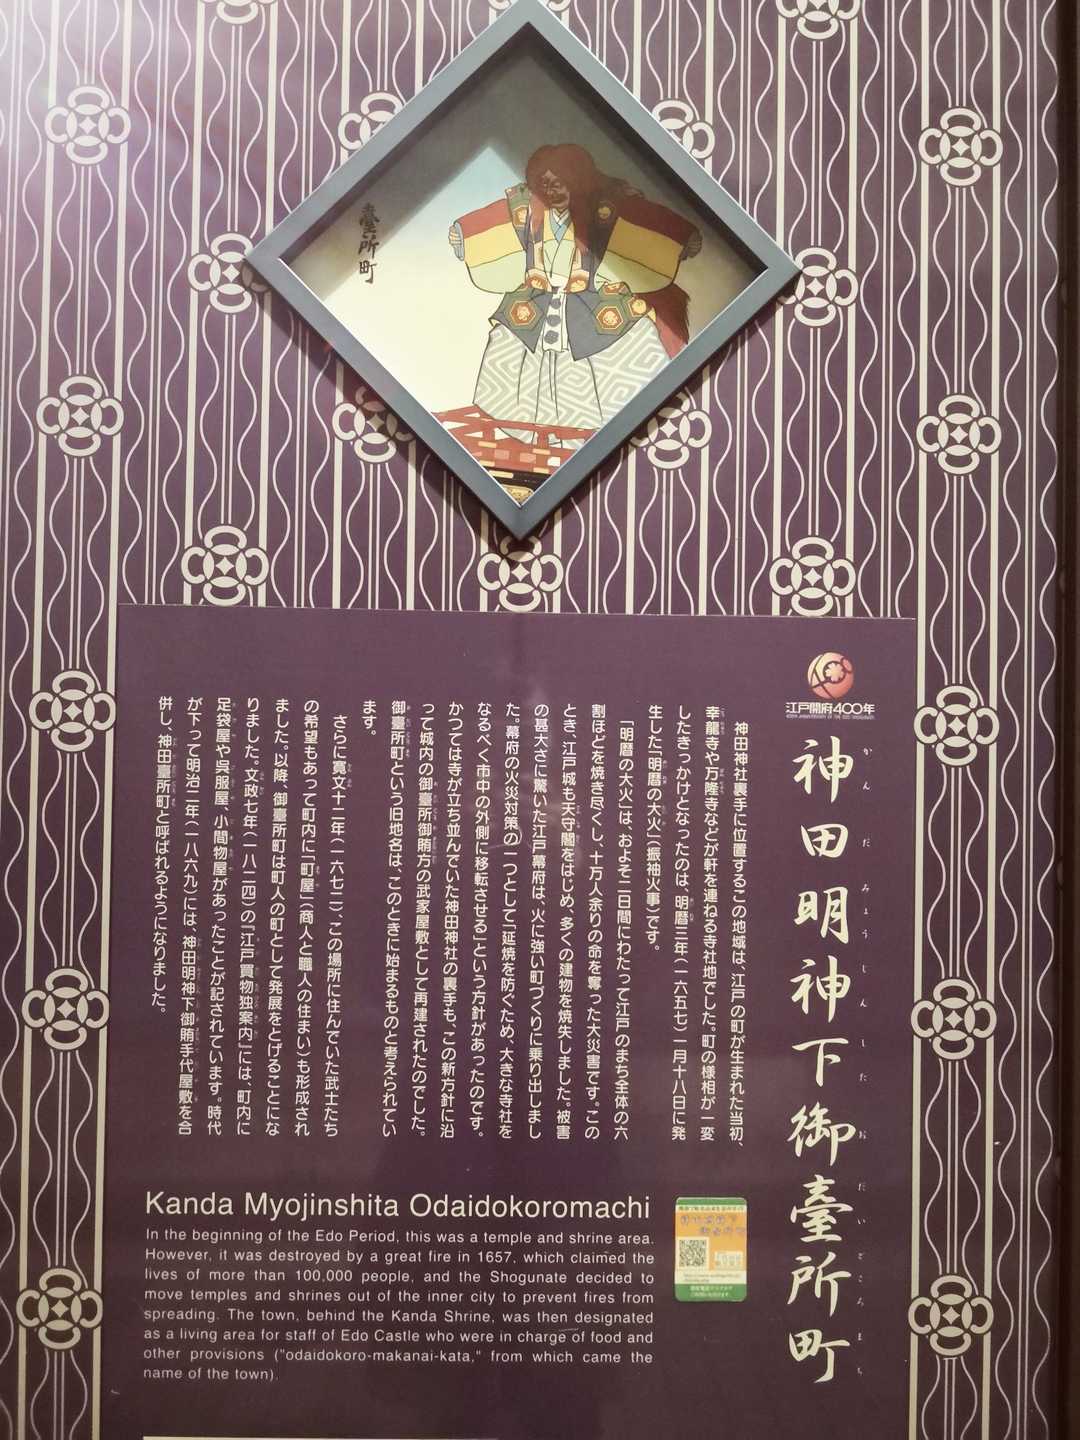 臺所町
江戸開府400年
400TH ANNIVERSARY OF THE EDO SHOGUNATE
神田明神下御臺所町
かんだみょうじんしたおだいどころまち
神田神社裏手に位置するこの地域は、江戸の町が生まれた当初、
幸龍寺や万隆寺などが軒を連ねる寺社地でした。町の様相が一変
したきっかけとなったのは、明暦三年(一六五七)一月十八日に発
生した「明暦の大火」(振袖火事)です。
「明暦の大火」は、およそ二日間にわたって江戸のまち全体の六
割ほどを焼き尽くし、十万人余りの命を奪った大災害です。この
とき、江戸城も天守閣をはじめ、多くの建物を焼失しました。被害
の甚大さに驚いた江戸幕府は、火に強い町づくりに乗り出しまし
た。幕府の火災対策の一つとして「延焼を防ぐため、大きな寺社を
なるべく市中の外側に移転させる」という方針があったのです。
かつては寺が立ち並んでいた神田神社の裏手も、この新方針に沿
って城内の御臺所御賄方の武家屋敷として再建されたのでした。
御臺所町という旧地名は、このときに始まるものと考えられてい
ます。
さらに寛文十二年(一六七二)、この場所に住んでいた武士たち
の希望もあって町内に「町屋」(商人と職人の住まい)も形成され
ました。以降、御臺所町は町人の町として発展をとげることにな
りました。文政七年(一八二四)の『江戸買物独案内』には、町内に
足袋屋や呉服屋、小間物屋があったことが記されています。時代
が下って明治二年(一八六九)には、神田明神下御賄手代屋敷を合
併し、神田臺所町と呼ばれるようになりました。
Kanda Myojinshita Odaidokoromachi
In the beginning of the Edo Period, this was a temple and shrine area.
However, it was destroyed by a great fire in 1657, which claimed the
lives of more than 100,000 people, and the Shogunate decided to
move temples and shrines out of the inner city to prevent fires from
spreading. The town, behind the Kanda Shrine, was then designated
as a living area for staff of Edo Castle who were in charge of food and
other provisions ("odaidokoro-makanai-kata," from which came the
name of the town).